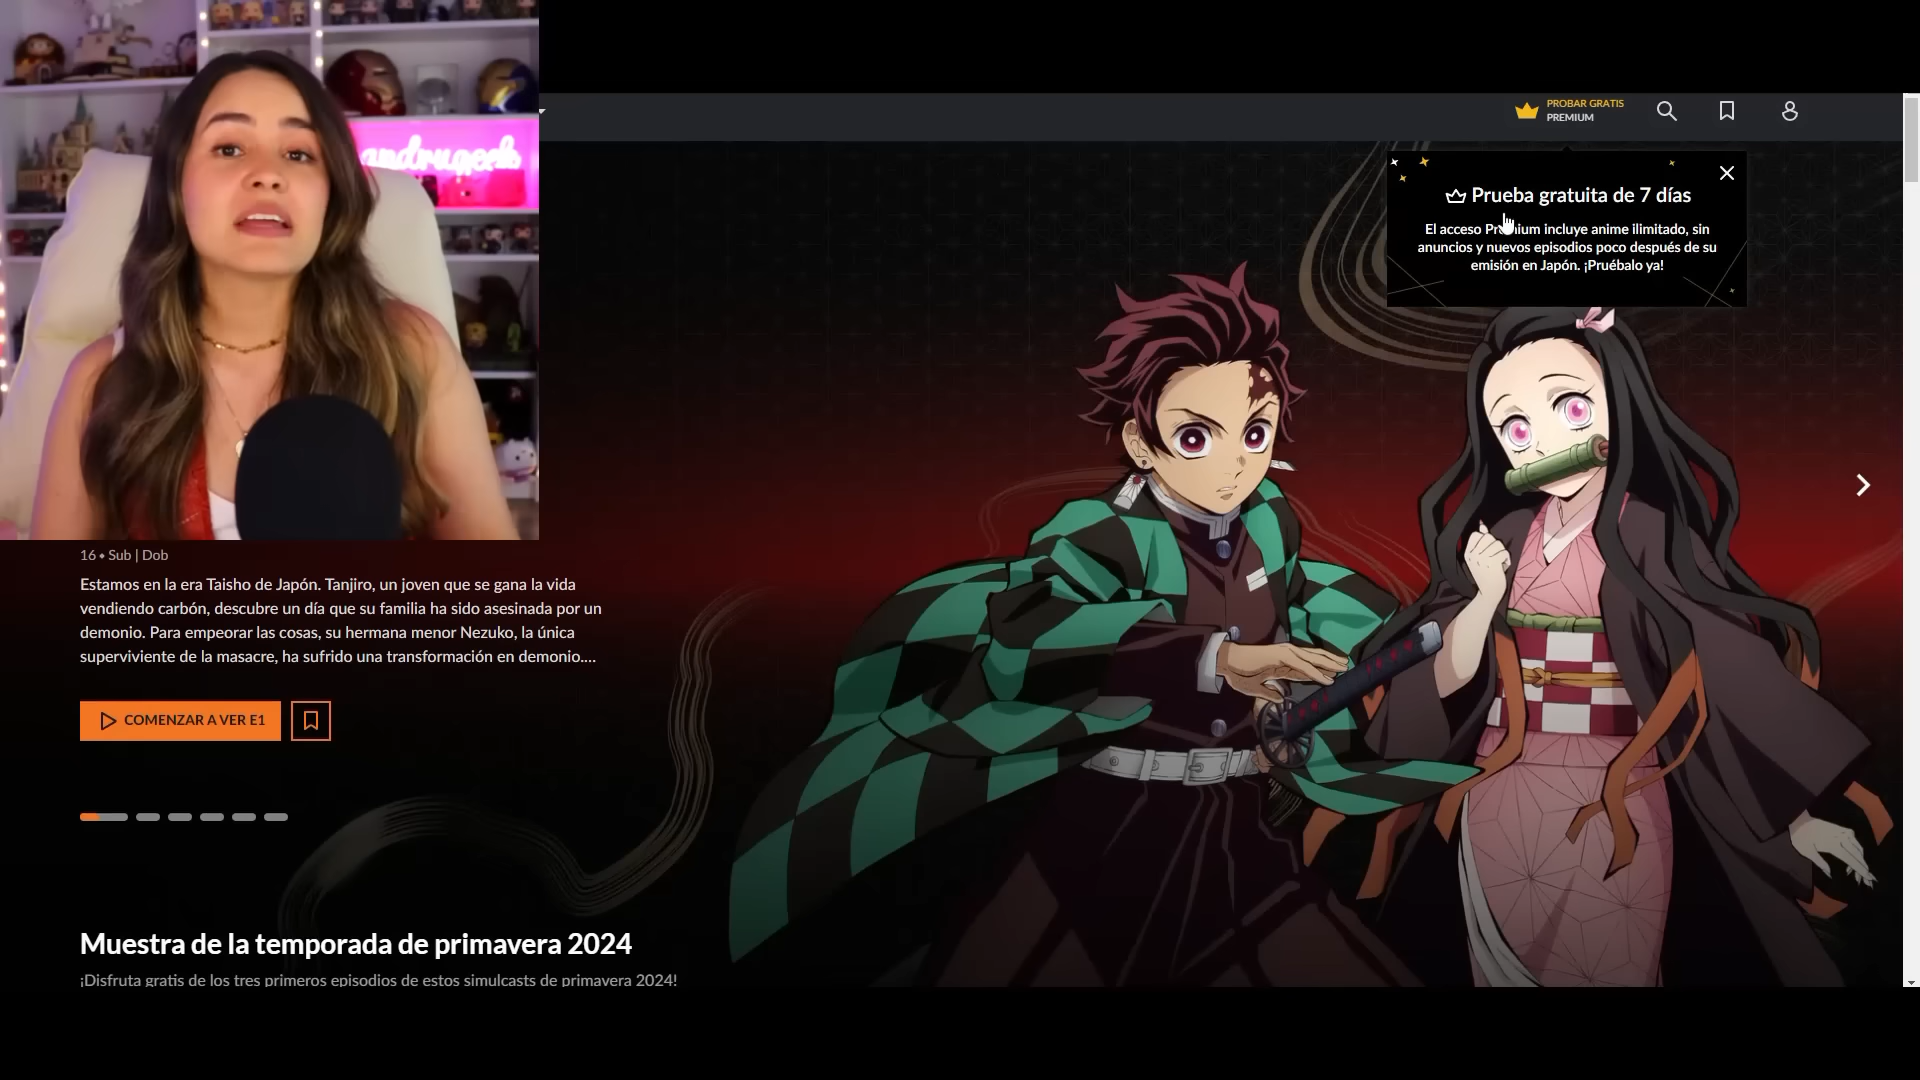 andrugeeks
PROBAR GRATIS
PREMIUM
Prueba gratuita de 7 días
El acceso Premium incluye anime ilimitado, sin
anuncios y nuevos episodios poco después de su
emisión en Japón. ¡Pruébalo ya!
16 • Sub | Dob
Estamos en la era Taisho de Japón. Tanjiro, un joven que se gana la vida
vendiendo carbón, descubre un día que su familia ha sido asesinada por un
demonio. Para empeorar las cosas, su hermana menor Nezuko, la única
superviviente de la masacre, ha sufrido una transformación en demonio....
COMENZAR A VER E1
Muestra de la temporada de primavera 2024
¡Disfruta gratis de los tres primeros episodios de estos simulcasts de primavera 2024!